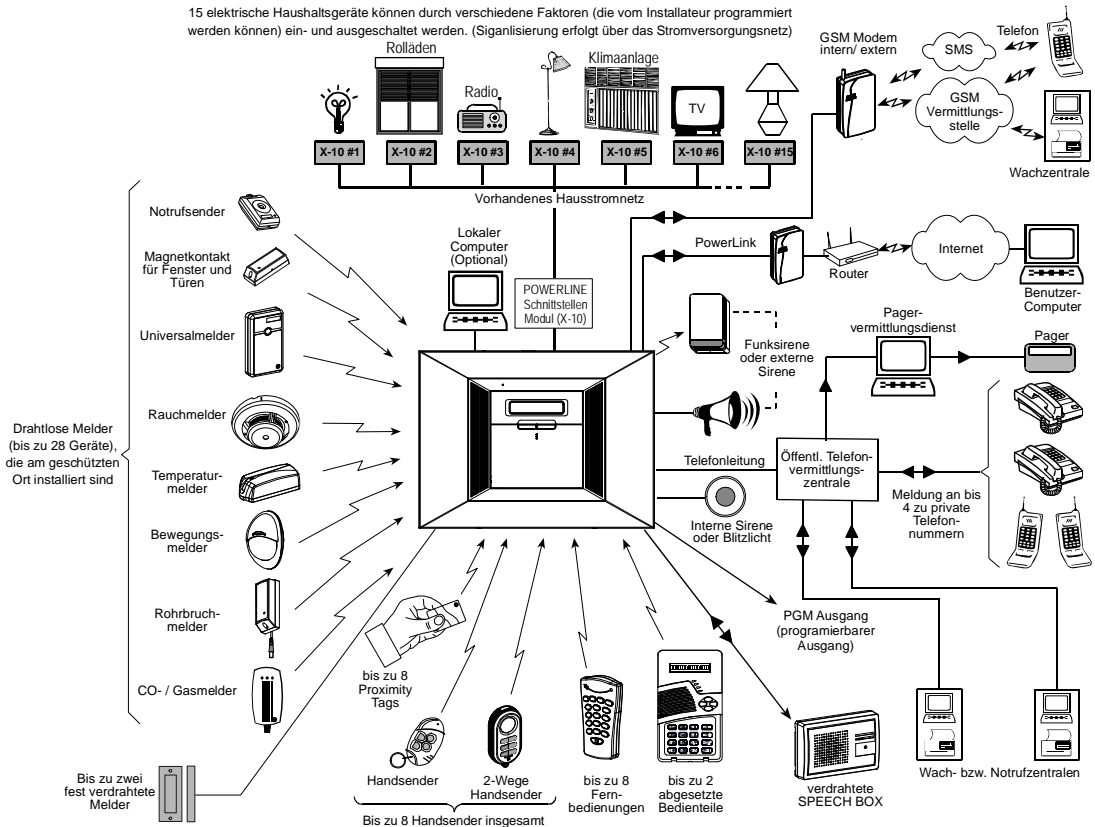 15 elektrische Haushaltsgeräte können durch verschiedene Faktoren (die vom Installateur programmiert
werden können) ein- und ausgeschaltet werden. (Siganlisierung erfolgt über das Stromversorgungsnetz)
Rolläden
Radio
Klimaanlage
TV
X-10 #1
X-10 #2
X-10 #3
X-10 #4
X-10 #5
X-10 #6
X-10 #15
Vorhandenes Hausstromnetz
GSM Modem
intern/ extern
SMS
Telefon
GSM
Vermittlungs-
stelle
Wachzentrale
Notrufsender
Magnetkontakt
für Fenster und
Türen
Universalmelder
Rauchmelder
Drahtlose Melder
(bis zu 28 Geräte),
die am geschützten
Ort installiert sind
Temperatur-
melder
Bewegungs-
melder
Rohrbruch-
melder
CO- / Gasmelder
Bis zu zwei
fest verdrahtete
Melder
Lokaler
Computer
(Optional)
POWERLINE
Schnittstellen
Modul (X-10)
PowerLink
Router
Internet
Benutzer-
Computer
Funksirene
oder externe
Sirene
Pager-
vermittlungsdienst
Pager
Telefonleitung
Öffentl. Telefon-
vermittlungs-
zentrale
Interne Sirene
oder Blitzlicht
Meldung an bis
4 zu private
Telefon-
nummern
PGM Ausgang
(programierbarer
Ausgang)
bis zu 8
Proximity
Tags
Handsender
2-Wege
Handsender
Bis zu 8 Handsender insgesamt
bis zu 8
Fern-
bedienungen
bis zu 2
abgesetzte
Bedienteile
verdrahtete
SPEECH BOX
Wach- bzw. Notrufzentralen